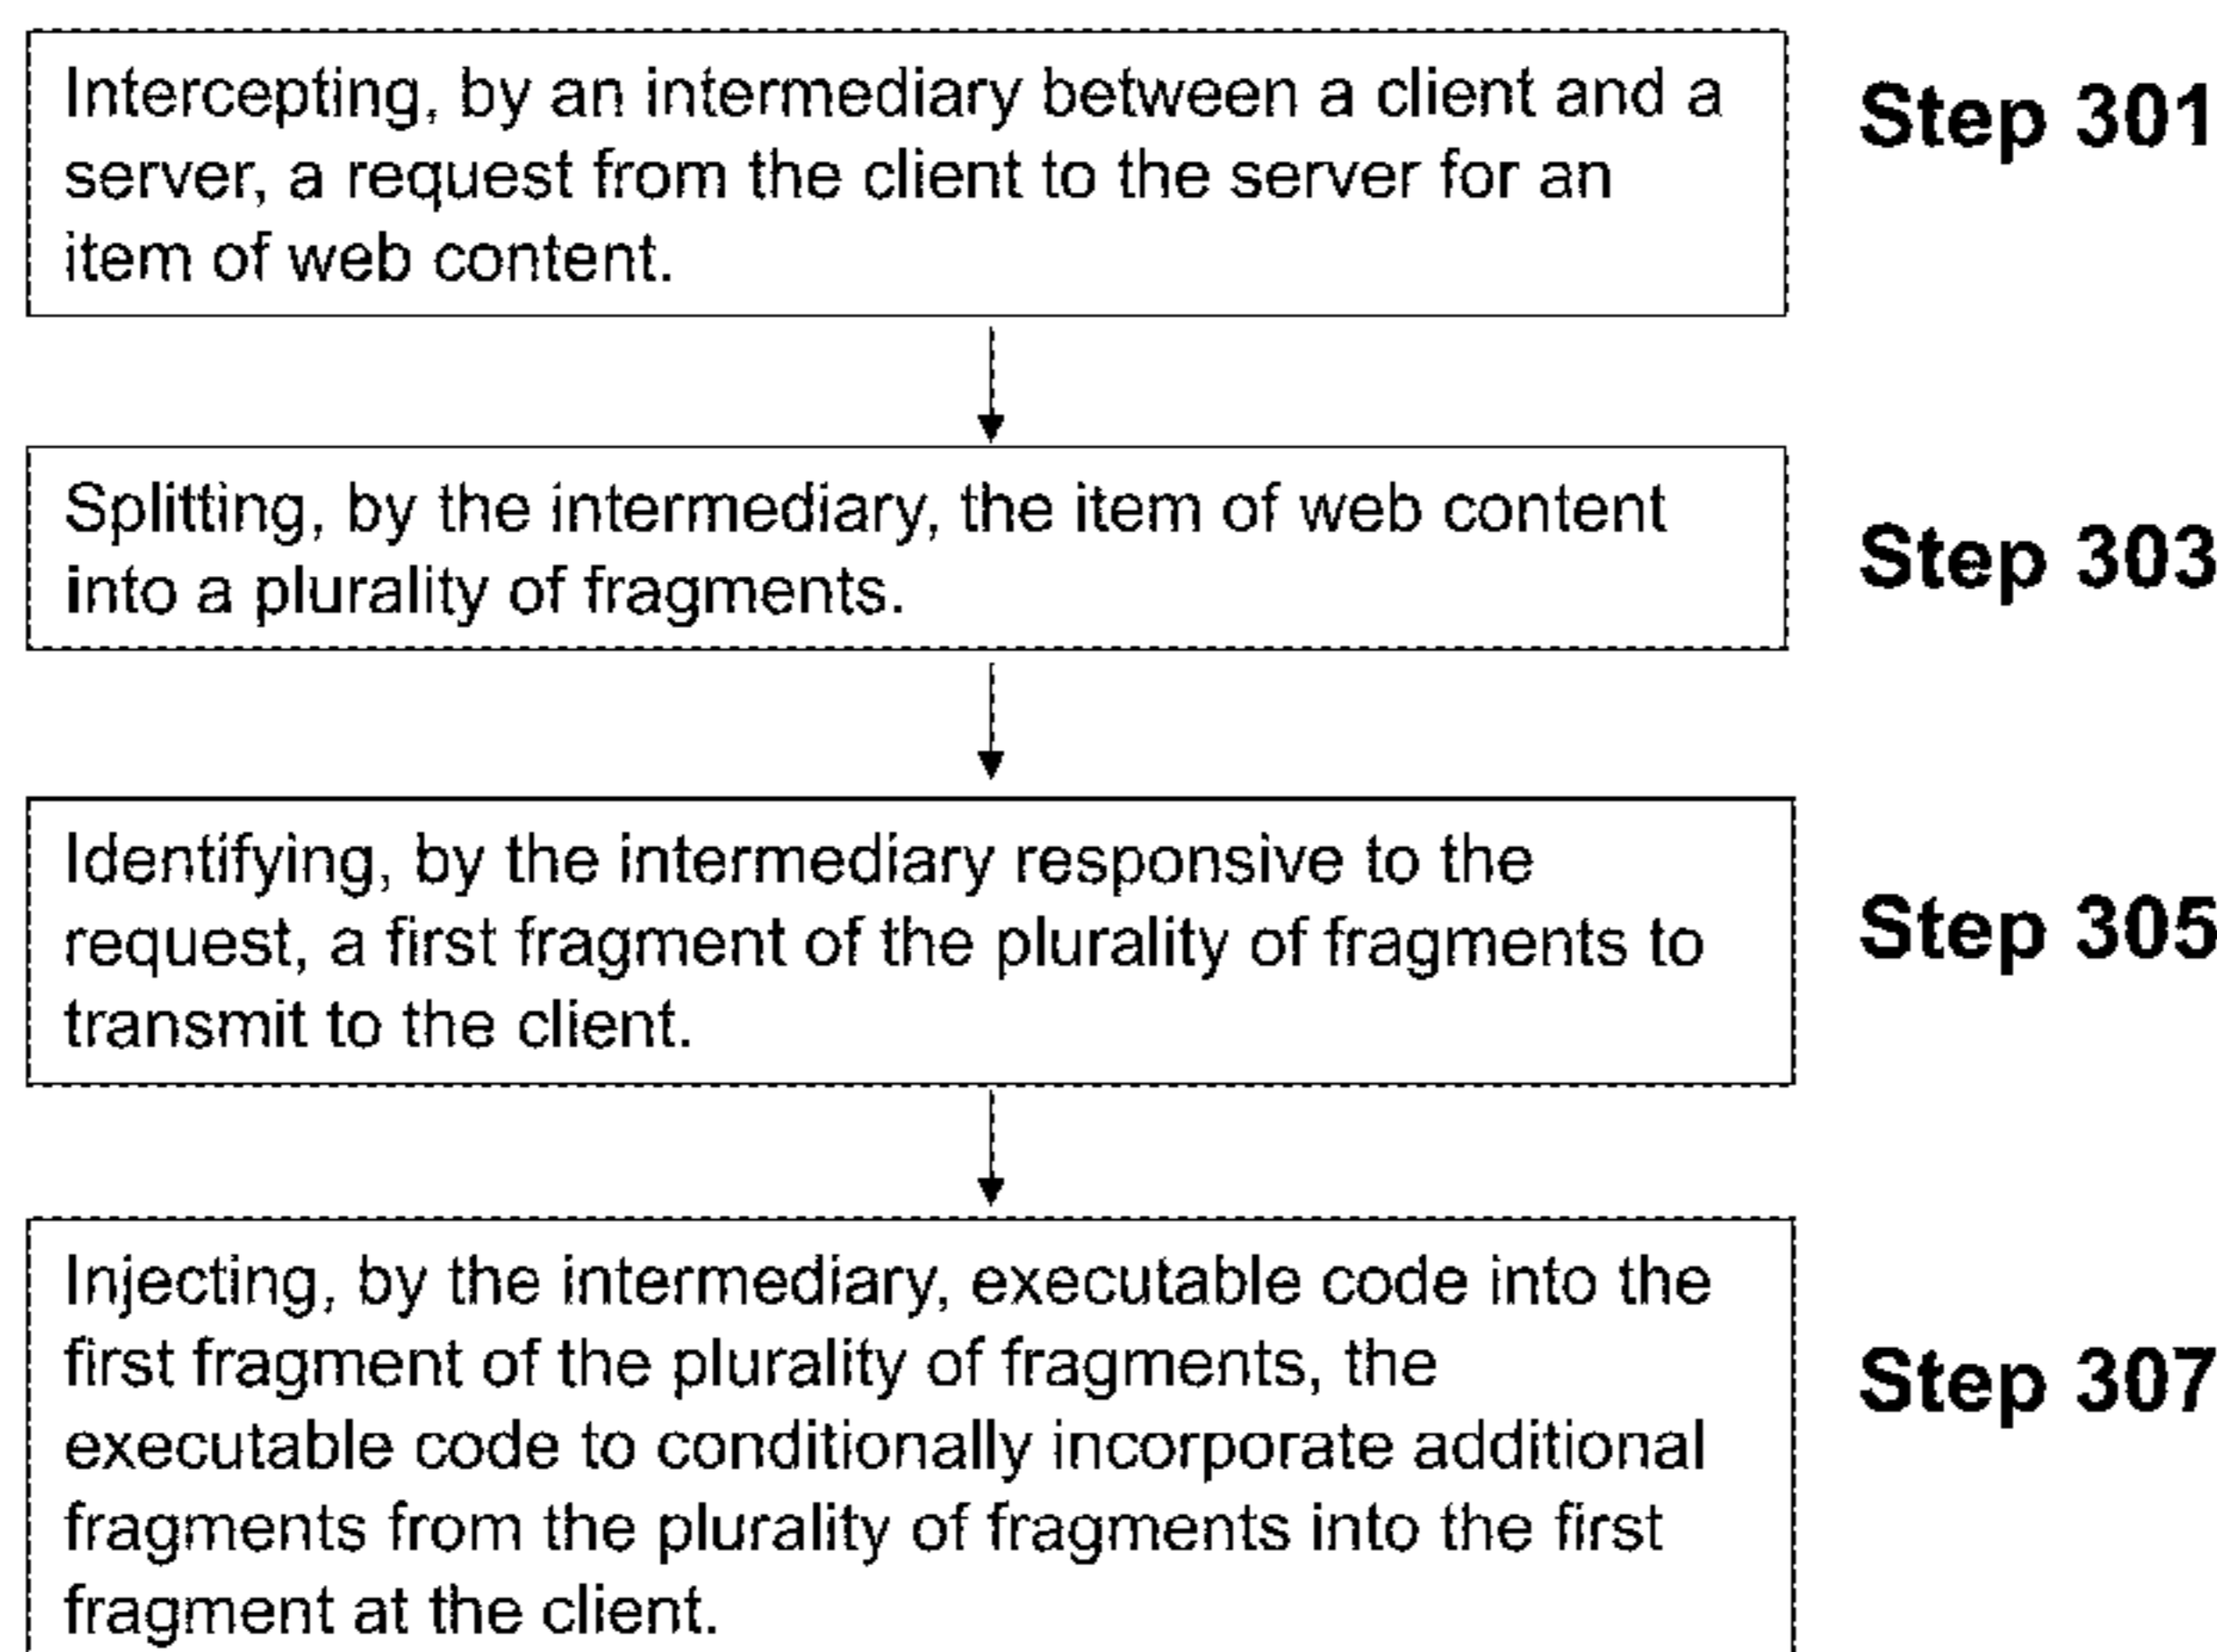 Intercepting, by an intermediary between a client and a
server, a request from the client to the server for an
item of web content.
Step 301
Splitting, by the intermediary, the item of web content
into a plurality of fragments.
Step 303
Identifying, by the intermediary responsive to the
request, a first fragment of the plurality of fragments to
transmit to the client.
Step 305
Injecting, by the intermediary, executable code into the
first fragment of the plurality of fragments, the
executable code to conditionally incorporate additional
fragments from the plurality of fragments into the first
fragment at the client.
Step 307